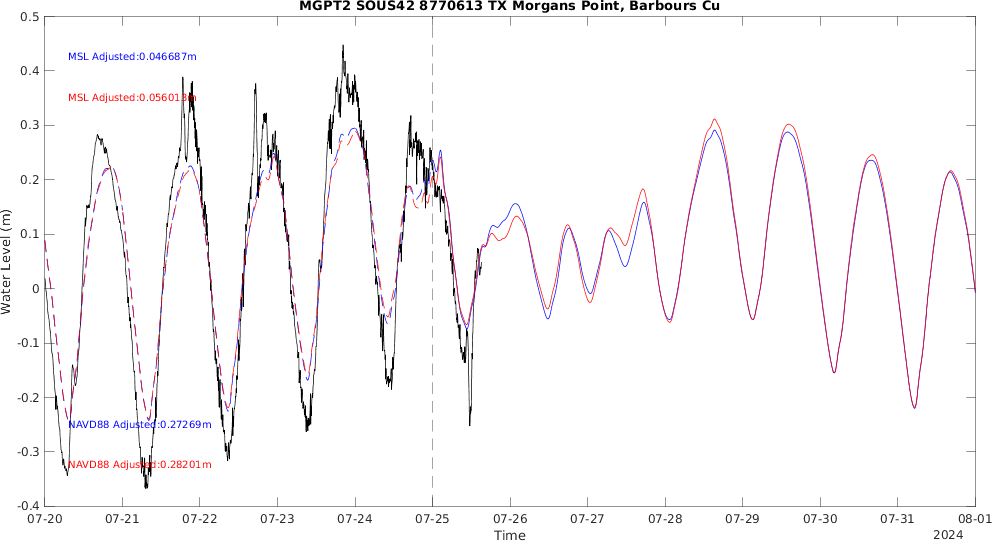 MGPT2 SOUS42 8770613 TX Morgans Point, Barbours Cu
0.5
MSL Adjusted:0.046687m
0.4
MSL Adjusted:0.056013m
0.3
0.2
0.1
Water Level (m)
0
-0.1
-0.2
NAVD88 Adjusted:0.27269m
-0.3
NAVD88 Adjusted:0.28201m
-0.4
07-20 07-21 07-22 07-23 07-24 07-25 07-26 07-27 07-28 07-29 07-30 07-31 08-01
Time
2024